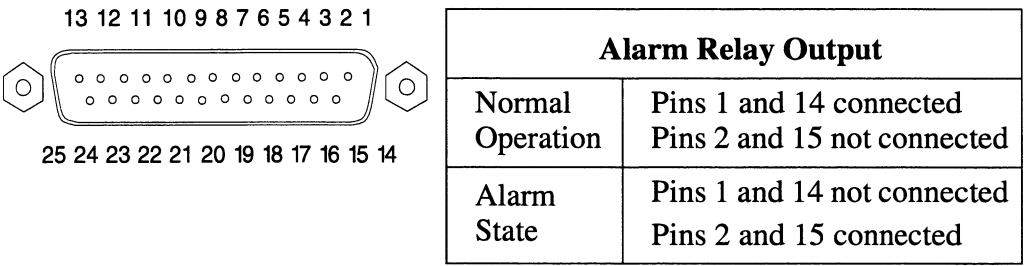 13 12 11 10 9 8 7 6 5 4 3 2 1
25 24 23 22 21 20 19 18 17 16 15 14
Alarm Relay Output
Normal Operation
Pins 1 and 14 connected
Pins 2 and 15 not connected
Alarm State
Pins 1 and 14 not connected
Pins 2 and 15 connected